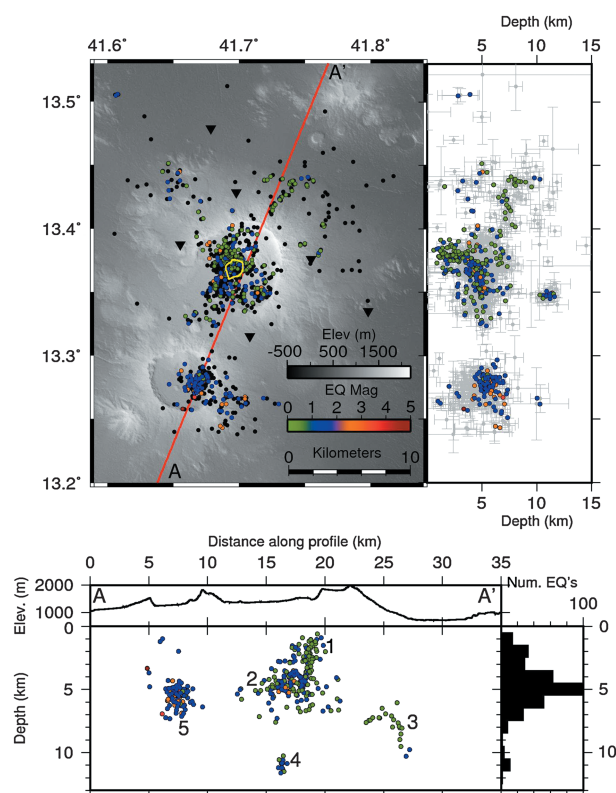 Depth (km)
41.6˚ 41.7˚ 41.8˚ 5 10 15
A’
13.5˚
13.4˚
13.3˚
13.2˚
Elev (m)
-500 500 1500
EQ Mag
0 1 2 3 4 5
Kilometers
0 10
A
5 10 15
Depth (km)
Distance along profile (km)
0 5 10 15 20 25 30 35
Num. EQ's
100
Elev. (m)
2000
1000
A A’
0 0
Depth (km)
5 5
10 10
1
2
3
4
5